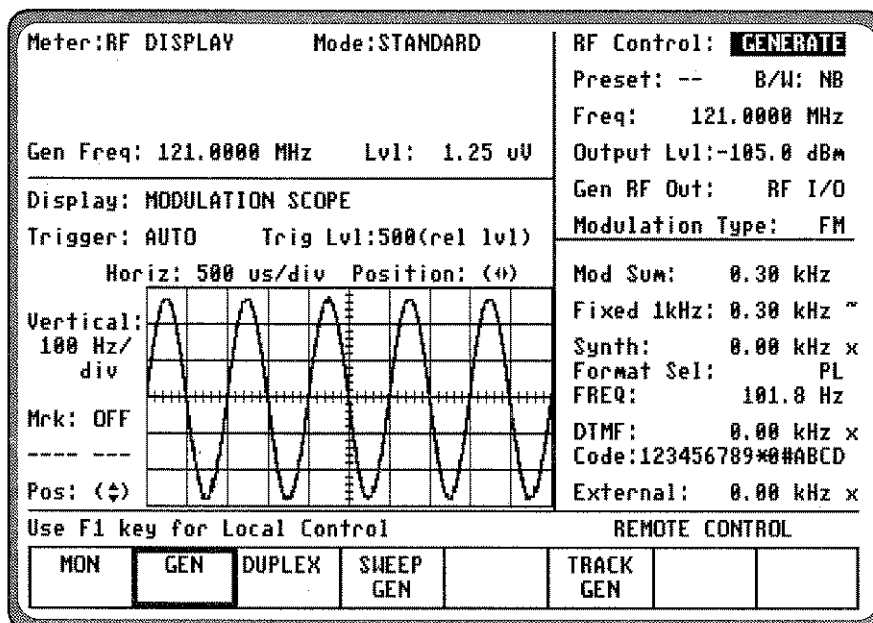 Meter:RF DISPLAY Mode:STANDARD
Gen Freq: 121.0000 MHz Lvl: 1.25 uV
Display: MODULATION SCOPE
Trigger: AUTO Trig Lvl:500(rel lvl)
Horiz: 500 us/div Position: (↔)
Vertical:
100 Hz/
div
Mrk: OFF
---- ---
Pos: (↕)
RF Control: GENERATE
Preset: -- B/W: NB
Freq: 121.0000 MHz
Output Lvl:-105.0 dBm
Gen RF Out: RF I/O
Modulation Type: FM
Mod Sum: 0.30 kHz
Fixed 1kHz: 0.30 kHz ~
Synth: 0.00 kHz x
Format Sel: PL
FREQ: 101.8 Hz
DTMF: 0.00 kHz x
Code:123456789*0#ABCD
External: 0.00 kHz x
Use F1 key for Local Control REMOTE CONTROL
MON
GEN
DUPLEX
SWEEP
GEN
TRACK
GEN